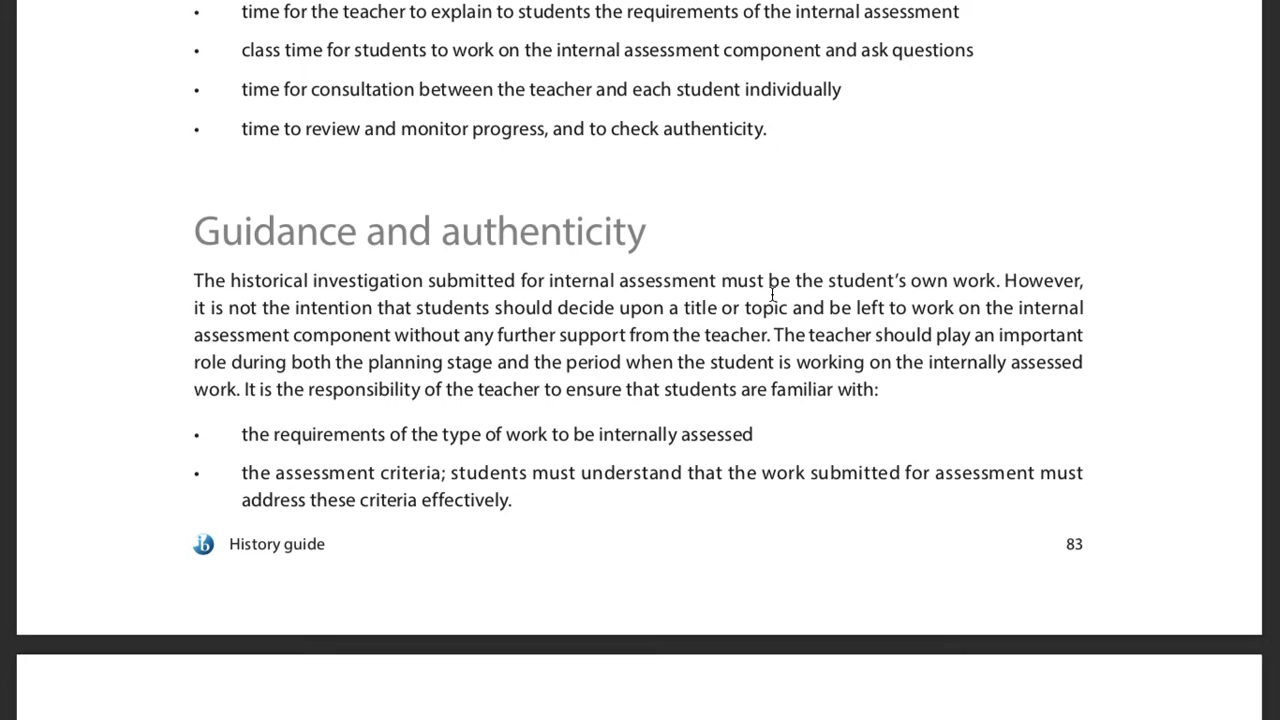 • time for the teacher to explain to students the requirements of the internal assessment
• class time for students to work on the internal assessment component and ask questions
• time for consultation between the teacher and each student individually
• time to review and monitor progress, and to check authenticity.
Guidance and authenticity
The historical investigation submitted for internal assessment must be the student’s own work. However,
it is not the intention that students should decide upon a title or topic and be left to work on the internal
assessment component without any further support from the teacher. The teacher should play an important
role during both the planning stage and the period when the student is working on the internally assessed
work. It is the responsibility of the teacher to ensure that students are familiar with:
• the requirements of the type of work to be internally assessed
• the assessment criteria; students must understand that the work submitted for assessment must
address these criteria effectively.
History guide 83